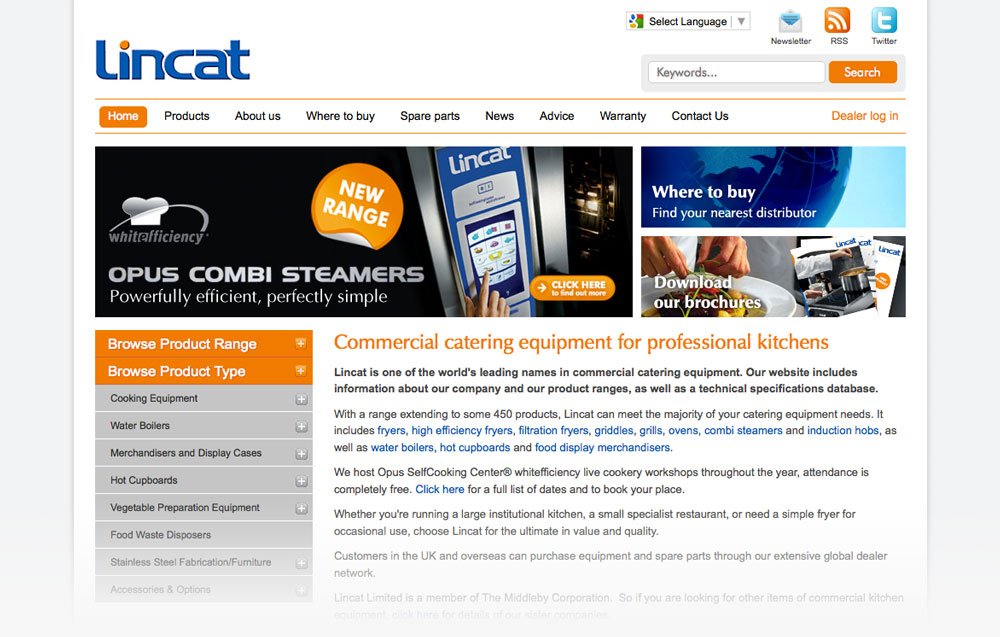 Lincat
Select Language ▼
Newsletter
RSS
Twitter
Keywords...
Search
Home
Products
About us
Where to buy
Spare parts
News
Advice
Warranty
Contact Us
Dealer log in
whitefficiency
NEW
RANGE
Lincat
OPUS COMBI STEAMERS
Powerfully efficient, perfectly simple
CLICK HERE
to find out more
Where to buy
Find your nearest distributor
Download
our brochures
Lincat
Lincat
Browse Product Range
Browse Product Type
Cooking Equipment
Water Boilers
Merchandisers and Display Cases
Hot Cupboards
Vegetable Preparation Equipment
Food Waste Disposers
Stainless Steel Fabrication/Furniture
Accessories & Options
Commercial catering equipment for professional kitchens
Lincat is one of the world's leading names in commercial catering equipment. Our website includes
information about our company and our product ranges, as well as a technical specifications database.
With a range extending to some 450 products, Lincat can meet the majority of your catering equipment needs. It
includes fryers, high efficiency fryers, filtration fryers, griddles, grills, ovens, combi steamers and induction hobs, as
well as water boilers, hot cupboards and food display merchandisers.
We host Opus SelfCooking Center® whitefficiency live cookery workshops throughout the year, attendance is
completely free. Click here for a full list of dates and to book your place.
Whether you're running a large institutional kitchen, a small specialist restaurant, or need a simple fryer for
occasional use, choose Lincat for the ultimate in value and quality.
Customers in the UK and overseas can purchase equipment and spare parts through our extensive global dealer
network.
Lincat Limited is a member of The Middleby Corporation. So if you are looking for other items of commercial kitchen
equipment, click here for details of our sister companies.